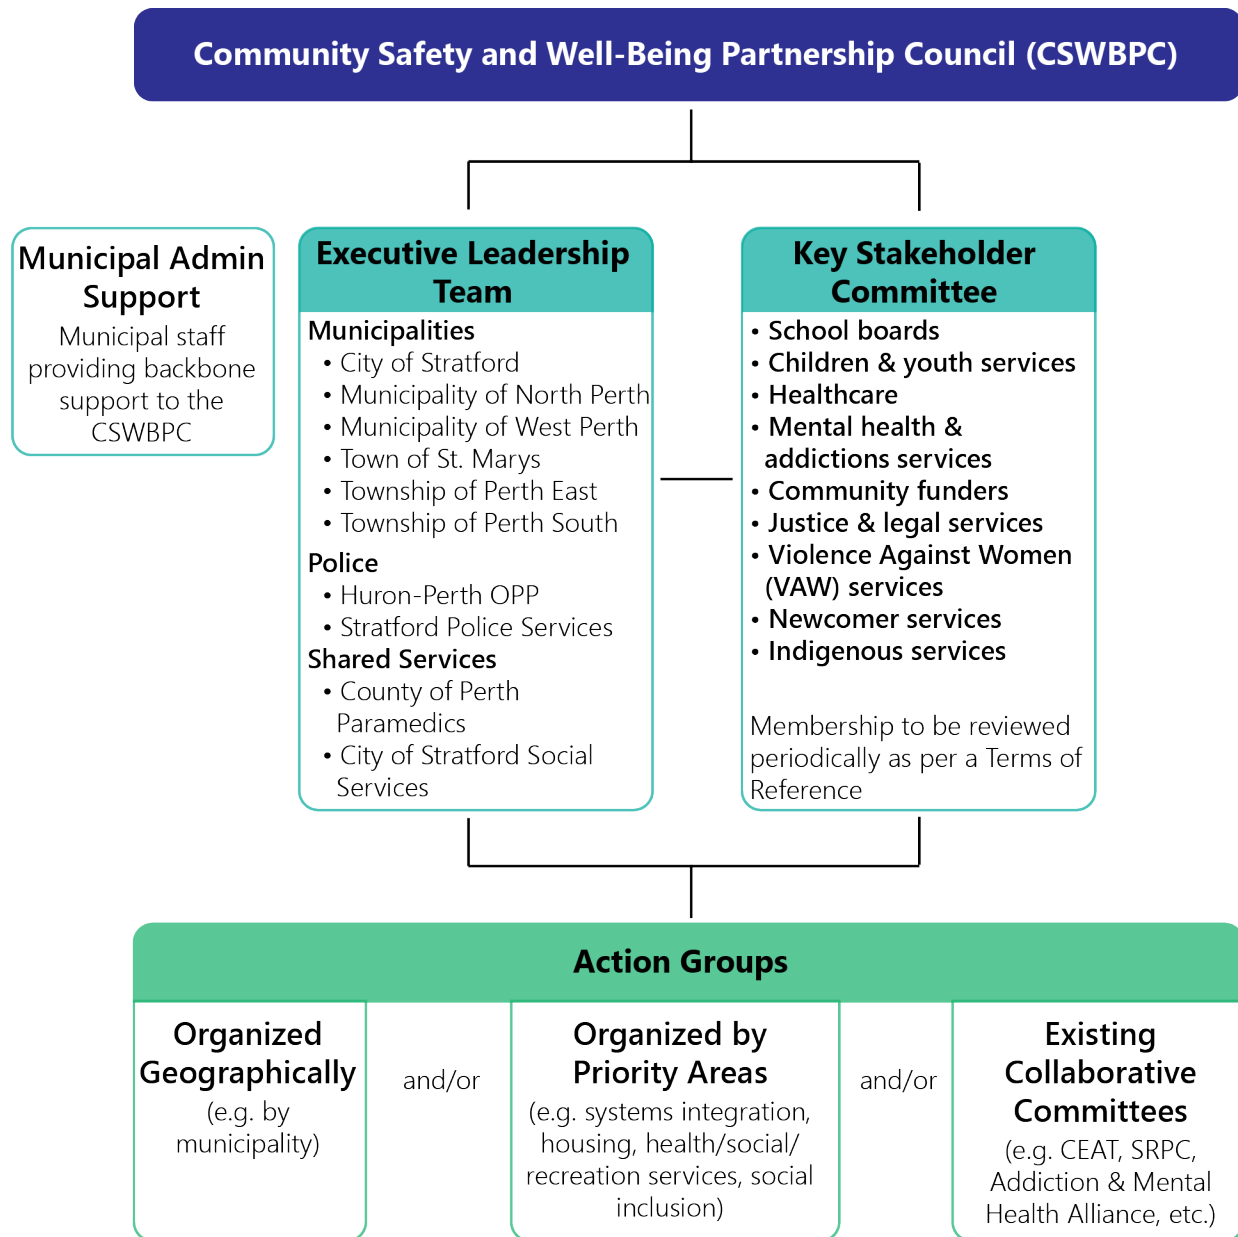 Community Safety and Well-Being Partnership Council (CSWBPC)
Municipal Admin
Support
Municipal staff
providing backbone
support to the
CSWBPC
Executive Leadership
Team
Municipalities
• City of Stratford
• Municipality of North Perth
• Municipality of West Perth
• Town of St. Marys
• Township of Perth East
• Township of Perth South
Police
• Huron-Perth OPP
• Stratford Police Services
Shared Services
• County of Perth
Paramedics
• City of Stratford Social
Services
Key Stakeholder
Committee
• School boards
• Children & youth services
• Healthcare
• Mental health &
addictions services
• Community funders
• Justice & legal services
• Violence Against Women
(VAW) services
• Newcomer services
• Indigenous services
Membership to be reviewed
periodically as per a Terms of
Reference
Action Groups
Organized
Geographically
(e.g. by
municipality)
and/or
Organized by
Priority Areas
(e.g. systems integration,
housing, health/social/
recreation services, social
inclusion)
and/or
Existing
Collaborative
Committees
(e.g. CEAT, SRPC,
Addiction & Mental
Health Alliance, etc.)